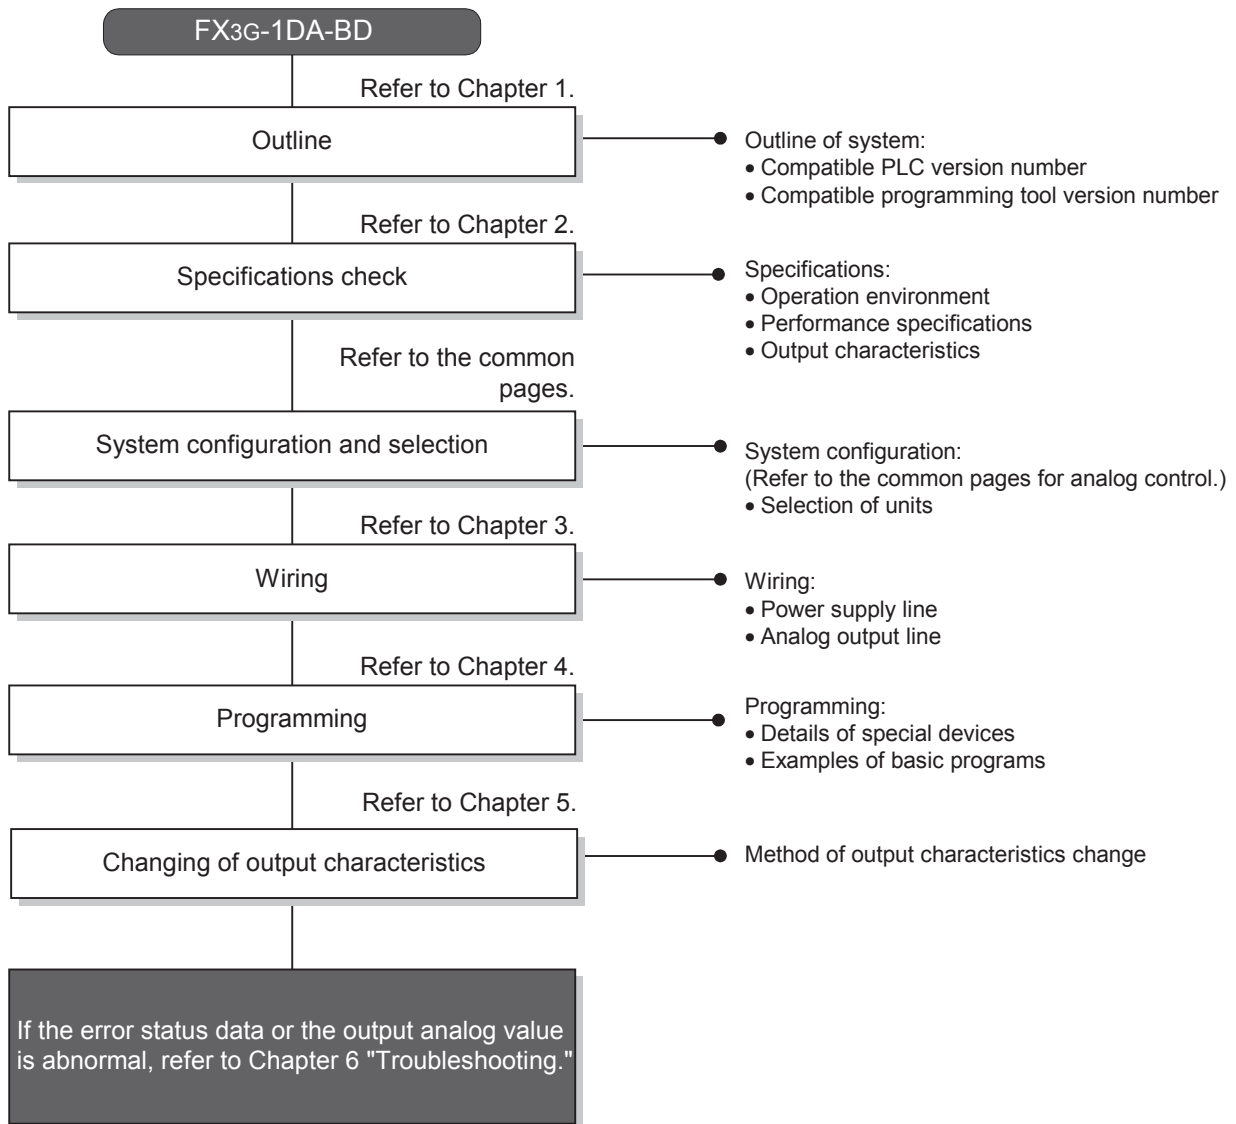 FX3G-1DA-BD
Refer to Chapter 1.
Outline
Outline of system:
• Compatible PLC version number
• Compatible programming tool version number
Refer to Chapter 2.
Specifications check
Specifications:
• Operation environment
• Performance specifications
• Output characteristics
Refer to the common
pages.
System configuration and selection
System configuration:
(Refer to the common pages for analog control.)
• Selection of units
Refer to Chapter 3.
Wiring
Wiring:
• Power supply line
• Analog output line
Refer to Chapter 4.
Programming
Programming:
• Details of special devices
• Examples of basic programs
Refer to Chapter 5.
Changing of output characteristics
Method of output characteristics change
If the error status data or the output analog value
is abnormal, refer to Chapter 6 "Troubleshooting."